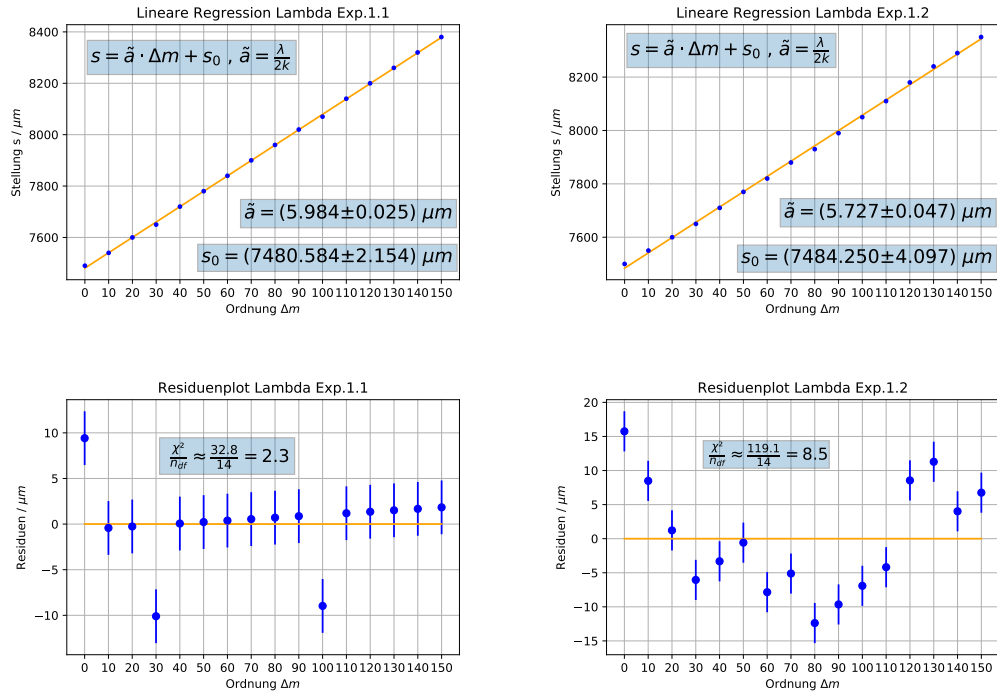 Lineare Regression Lambda Exp.1.1
s = ã · Δm + s₀ , ã = λ/2k
ã = (5.984±0.025) μm
s₀ = (7480.584±2.154) μm
Stellung s / μm
8400
8200
8000
7800
7600
0 10 20 30 40 50 60 70 80 90 100 110 120 130 140 150
Ordnung Δm
Lineare Regression Lambda Exp.1.2
s = ã · Δm + s₀ , ã = λ/2k
ã = (5.727±0.047) μm
s₀ = (7484.250±4.097) μm
Stellung s / μm
8200
8000
7800
7600
0 10 20 30 40 50 60 70 80 90 100 110 120 130 140 150
Ordnung Δm
Residuenplot Lambda Exp.1.1
χ²/n_df ≈ 32.8/14 = 2.3
Residuen / μm
10
5
0
−5
−10
0 10 20 30 40 50 60 70 80 90 100 110 120 130 140 150
Ordnung Δm
Residuenplot Lambda Exp.1.2
χ²/n_df ≈ 119.1/14 = 8.5
Residuen / μm
20
15
10
5
0
−5
−10
−15
0 10 20 30 40 50 60 70 80 90 100 110 120 130 140 150
Ordnung Δm